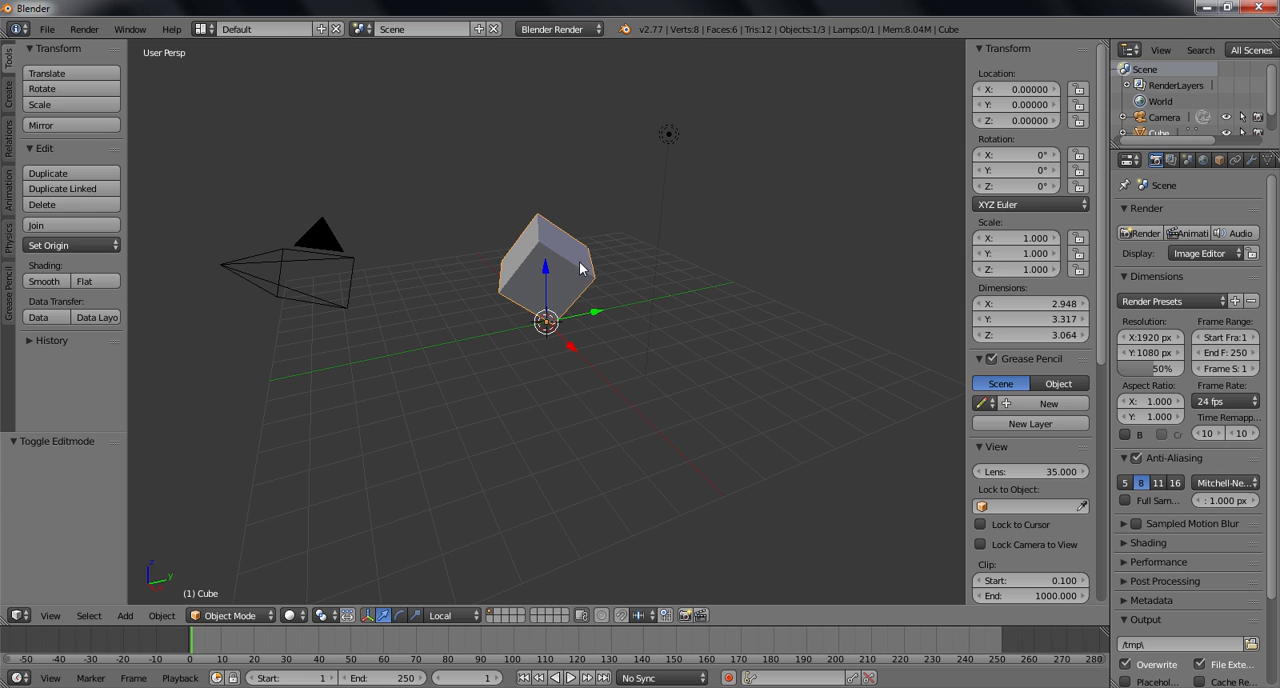 Blender
File Render Window Help Default Scene Blender Render v2.77 | Verts:8 | Faces:6 | Tris:12 | Objects:1/3 | Lamps:0/1 | Mem:8.04M | Cube
Tools
Create
Relations
Animation
Physics
Grease Pencil
Transform
Translate
Rotate
Scale
Mirror
Edit
Duplicate
Duplicate Linked
Delete
Join
Set Origin
Shading:
Smooth Flat
Data Transfer:
Data Data Layo
History
Toggle Editmode
User Persp
z
y
(1) Cube
Transform
Location:
X: 0.00000
Y: 0.00000
Z: 0.00000
Rotation:
X: 0°
Y: 0°
Z: 0°
XYZ Euler
Scale:
X: 1.000
Y: 1.000
Z: 1.000
Dimensions:
X: 2.948
Y: 3.317
Z: 3.064
Grease Pencil
Scene Object
New
New Layer
View
Lens: 35.000
Lock to Object:
Lock to Cursor
Lock Camera to View
Clip:
Start: 0.100
End: 1000.000
View Search All Scenes
Scene
RenderLayers
World
Camera
Cube
Scene
Render
Render Animati Audio
Display: Image Editor
Dimensions
Render Presets
Resolution: Frame Range:
X:1920 px Start Fra:1
Y:1080 px End F: 250
50% Frame S: 1
Aspect Ratio: Frame Rate:
X: 1.000 24 fps
Y: 1.000 Time Remapp...
B Cr 10 10
Anti-Aliasing
5 8 11 16 Mitchell-Ne...
Full Sam... : 1.000 px
Sampled Motion Blur
Shading
Performance
Post Processing
Metadata
Output
/tmp\
Overwrite File Exte...
Placehol... Cache Re...
View Select Add Object Object Mode Local
-50 -40 -30 -20 -10 0 10 20 30 40 50 60 70 80 90 100 110 120 130 140 150 160 170 180 190 200 210 220 230 240 250 260 270 280
View Marker Frame Playback Start: 1 End: 250 1 No Sync